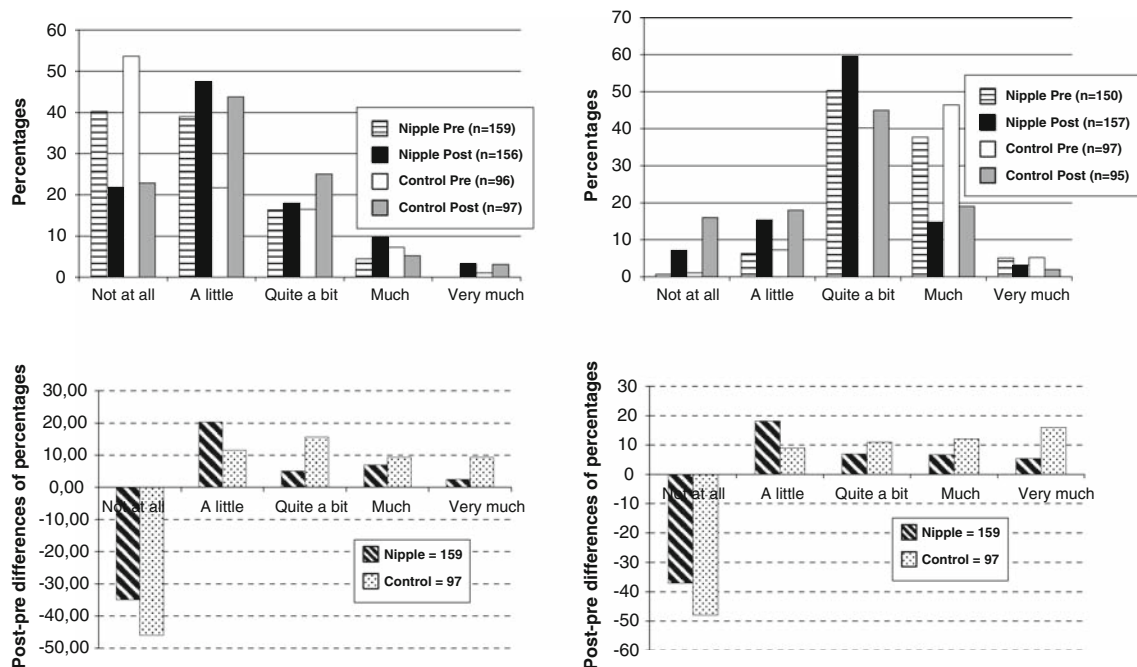 Percentages
60
50
40
30
20
10
0
Not at all A little Quite a bit Much Very much
Nipple Pre (n=159)
Nipple Post (n=156)
Control Pre (n=96)
Control Post (n=97)
Percentages
70
60
50
40
30
20
10
0
Not at all A little Quite a bit Much Very much
Nipple Pre (n=150)
Nipple Post (n=157)
Control Pre (n=97)
Control Post (n=95)
Post-pre differences of percentages
30,00
20,00
10,00
0,00
-10,00
-20,00
-30,00
-40,00
-50,00
Not at all A little Quite a bit Much Very much
Nipple = 159
Control = 97
Post-pre differences of percentages
30
20
10
0
-10
-20
-30
-40
-50
-60
Not at all A little Quite a bit Much Very much
Nipple = 159
Control = 97